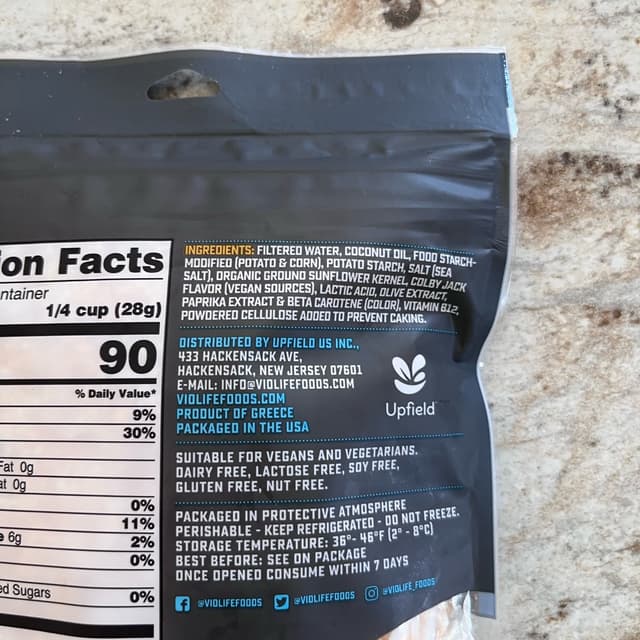 ion Facts
ntainer
1/4 cup (28g)
90
% Daily Value*
9%
30%
Fat 0g
at 0g
0%
11%
e 6g 2%
0%
ed Sugars 0%
INGREDIENTS: FILTERED WATER, COCONUT OIL, FOOD STARCH-
MODIFIED (POTATO & CORN), POTATO STARCH, SALT (SEA
SALT), ORGANIC GROUND SUNFLOWER KERNEL, COLBY JACK
FLAVOR (VEGAN SOURCES), LACTIC ACID, OLIVE EXTRACT,
PAPRIKA EXTRACT & BETA CAROTENE (COLOR), VITAMIN B12,
POWDERED CELLULOSE ADDED TO PREVENT CAKING.
DISTRIBUTED BY UPFIELD US INC.,
433 HACKENSACK AVE,
HACKENSACK, NEW JERSEY 07601
E-MAIL: INFO@VIOLIFEFOODS.COM
VIOLIFEFOODS.COM
PRODUCT OF GREECE
PACKAGED IN THE USA
Upfield
SUITABLE FOR VEGANS AND VEGETARIANS.
DAIRY FREE, LACTOSE FREE, SOY FREE,
GLUTEN FREE, NUT FREE.
PACKAGED IN PROTECTIVE ATMOSPHERE
PERISHABLE - KEEP REFRIGERATED - DO NOT FREEZE.
STORAGE TEMPERATURE: 36°- 46°F (2° - 8°C)
BEST BEFORE: SEE ON PACKAGE
ONCE OPENED CONSUME WITHIN 7 DAYS
@VIOLIFEFOODS @VIOLIFEFOODS @VIOLIFE_FOODS